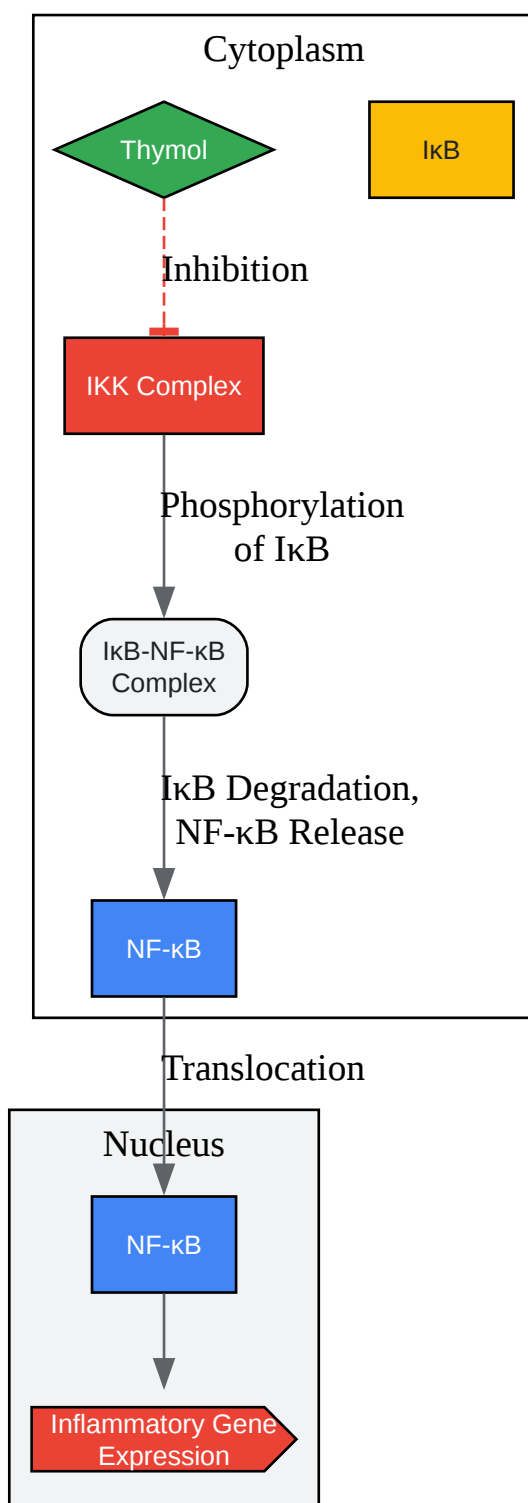 Cytoplasm
Thymol
IκB
Inhibition
IKK Complex
Phosphorylation
of IκB
IκB-NF-κB
Complex
IκB Degradation,
NF-κB Release
NF-κB
Translocation
Nucleus
NF-κB
Inflammatory Gene
Expression